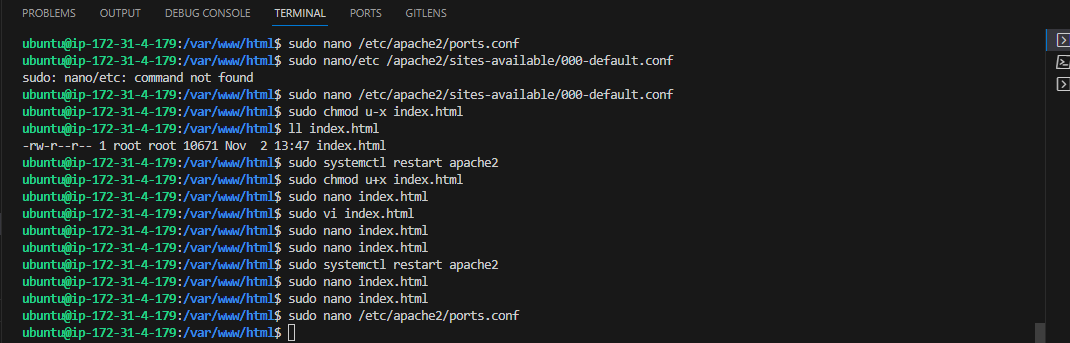 PROBLEMS OUTPUT DEBUG CONSOLE TERMINAL PORTS GITLENS
ubuntu@ip-172-31-4-179:/var/www/html$ sudo nano /etc/apache2/ports.conf
ubuntu@ip-172-31-4-179:/var/www/html$ sudo nano/etc /apache2/sites-available/000-default.conf
sudo: nano/etc: command not found
ubuntu@ip-172-31-4-179:/var/www/html$ sudo nano /etc/apache2/sites-available/000-default.conf
ubuntu@ip-172-31-4-179:/var/www/html$ sudo chmod u-x index.html
ubuntu@ip-172-31-4-179:/var/www/html$ ll index.html
-rw-r--r-- 1 root root 10671 Nov  2 13:47 index.html
ubuntu@ip-172-31-4-179:/var/www/html$ sudo systemctl restart apache2
ubuntu@ip-172-31-4-179:/var/www/html$ sudo chmod u+x index.html
ubuntu@ip-172-31-4-179:/var/www/html$ sudo nano index.html
ubuntu@ip-172-31-4-179:/var/www/html$ sudo vi index.html
ubuntu@ip-172-31-4-179:/var/www/html$ sudo nano index.html
ubuntu@ip-172-31-4-179:/var/www/html$ sudo nano index.html
ubuntu@ip-172-31-4-179:/var/www/html$ sudo systemctl restart apache2
ubuntu@ip-172-31-4-179:/var/www/html$ sudo nano index.html
ubuntu@ip-172-31-4-179:/var/www/html$ sudo nano index.html
ubuntu@ip-172-31-4-179:/var/www/html$ sudo nano /etc/apache2/ports.conf
ubuntu@ip-172-31-4-179:/var/www/html$